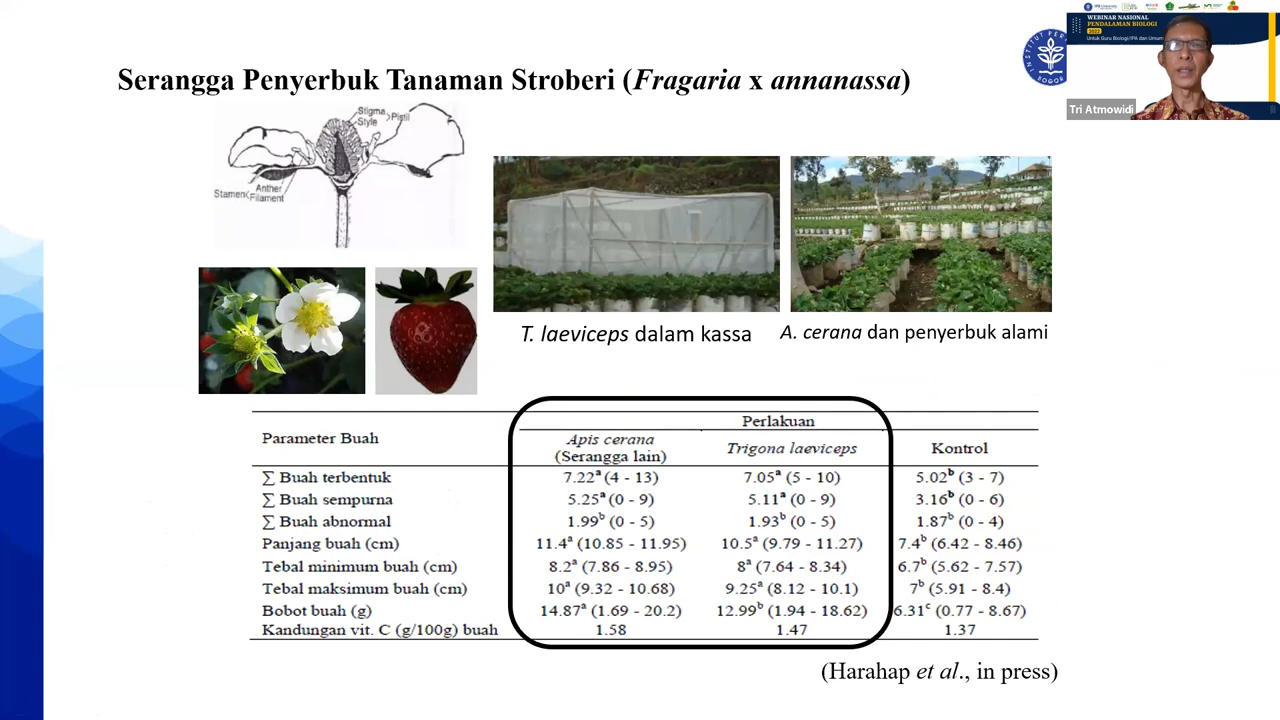 WEBINAR NASIONAL
PENDALAMAN BIOLOGI
2022
Untuk Guru Biologi/IPA dan Umum
Tri Atmowidi
Serangga Penyerbuk Tanaman Stroberi (Fragaria x annanassa)
Stigma
Style
Pistil
Stamen
Anther
Filament
T. laeviceps dalam kassa
A. cerana dan penyerbuk alami
Parameter Buah
Perlakuan
Apis cerana
(Serangga lain)
Trigona laeviceps
Kontrol
∑ Buah terbentuk 7.22ᵃ (4 - 13) 7.05ᵃ (5 - 10) 5.02ᵇ (3 - 7)
∑ Buah sempurna 5.25ᵃ (0 - 9) 5.11ᵃ (0 - 9) 3.16ᵇ (0 - 6)
∑ Buah abnormal 1.99ᵇ (0 - 5) 1.93ᵇ (0 - 5) 1.87ᵇ (0 - 4)
Panjang buah (cm) 11.4ᵃ (10.85 - 11.95) 10.5ᵃ (9.79 - 11.27) 7.4ᵇ (6.42 - 8.46)
Tebal minimum buah (cm) 8.2ᵃ (7.86 - 8.95) 8ᵃ (7.64 - 8.34) 6.7ᵇ (5.62 - 7.57)
Tebal maksimum buah (cm) 10ᵃ (9.32 - 10.68) 9.25ᵃ (8.12 - 10.1) 7ᵇ (5.91 - 8.4)
Bobot buah (g) 14.87ᵃ (1.69 - 20.2) 12.99ᵇ (1.94 - 18.62) 6.31ᶜ (0.77 - 8.67)
Kandungan vit. C (g/100g) buah 1.58 1.47 1.37
(Harahap et al., in press)